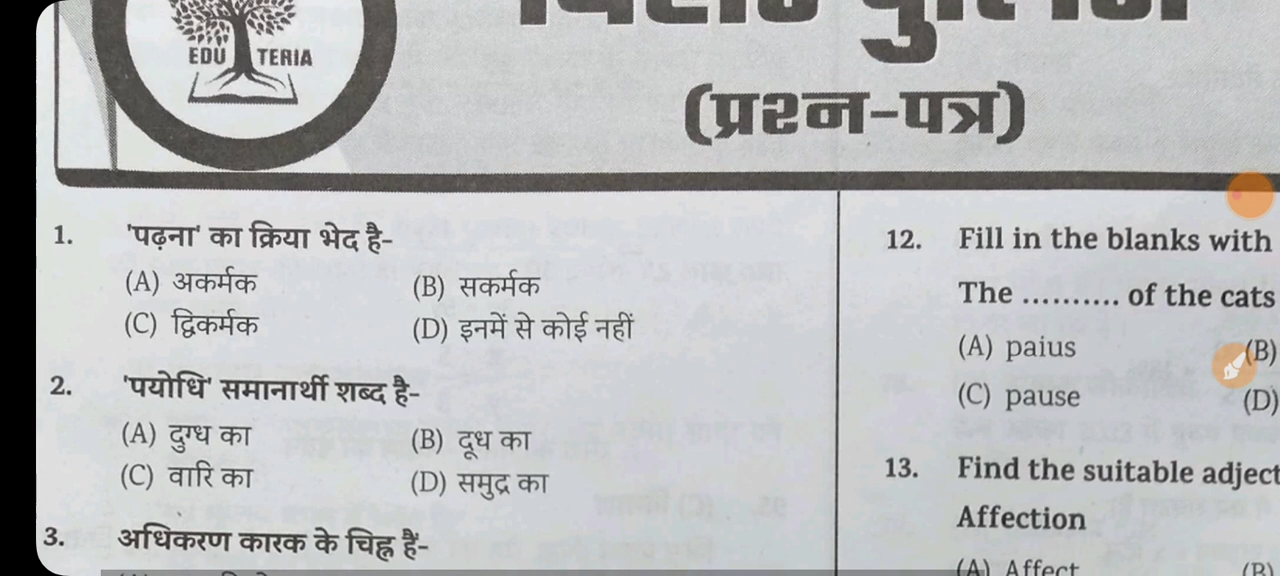 EDU TERIA
(प्रश्न-पत्र)
1. 'पढ़ना' का क्रिया भेद है-
(A) अकर्मक (B) सकर्मक
(C) द्विकर्मक (D) इनमें से कोई नहीं
2. 'पयोधि' समानार्थी शब्द है-
(A) दुग्ध का (B) दूध का
(C) वारि का (D) समुद्र का
3. अधिकरण कारक के चिह्न हैं-
12. Fill in the blanks with
The .......... of the cats
(A) paius (B)
(C) pause (D)
13. Find the suitable adject
Affection
(A) Affect (B)